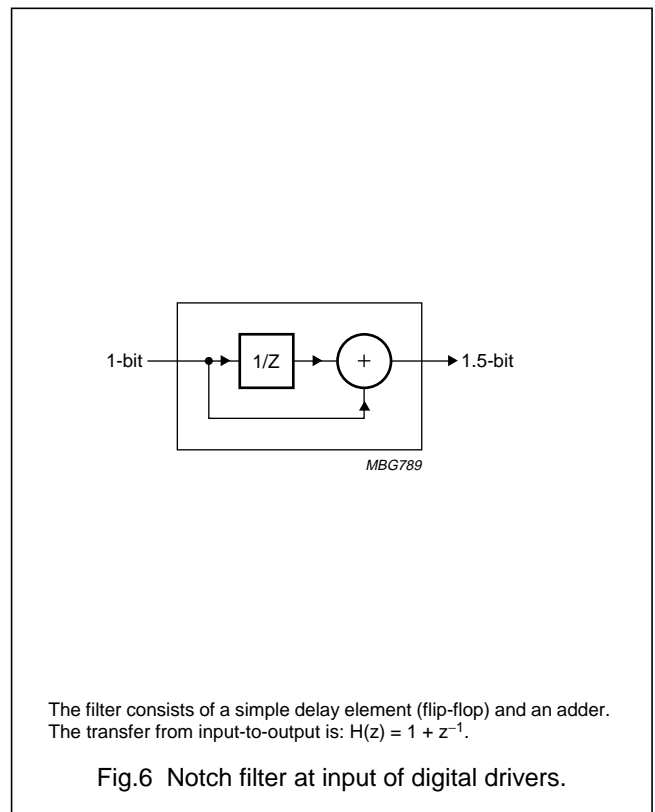 1-bit
1/Z
+
1.5-bit
MBG789
The filter consists of a simple delay element (flip-flop) and an adder.
The transfer from input-to-output is: H(z) = 1 + z⁻¹.
Fig.6 Notch filter at input of digital drivers.